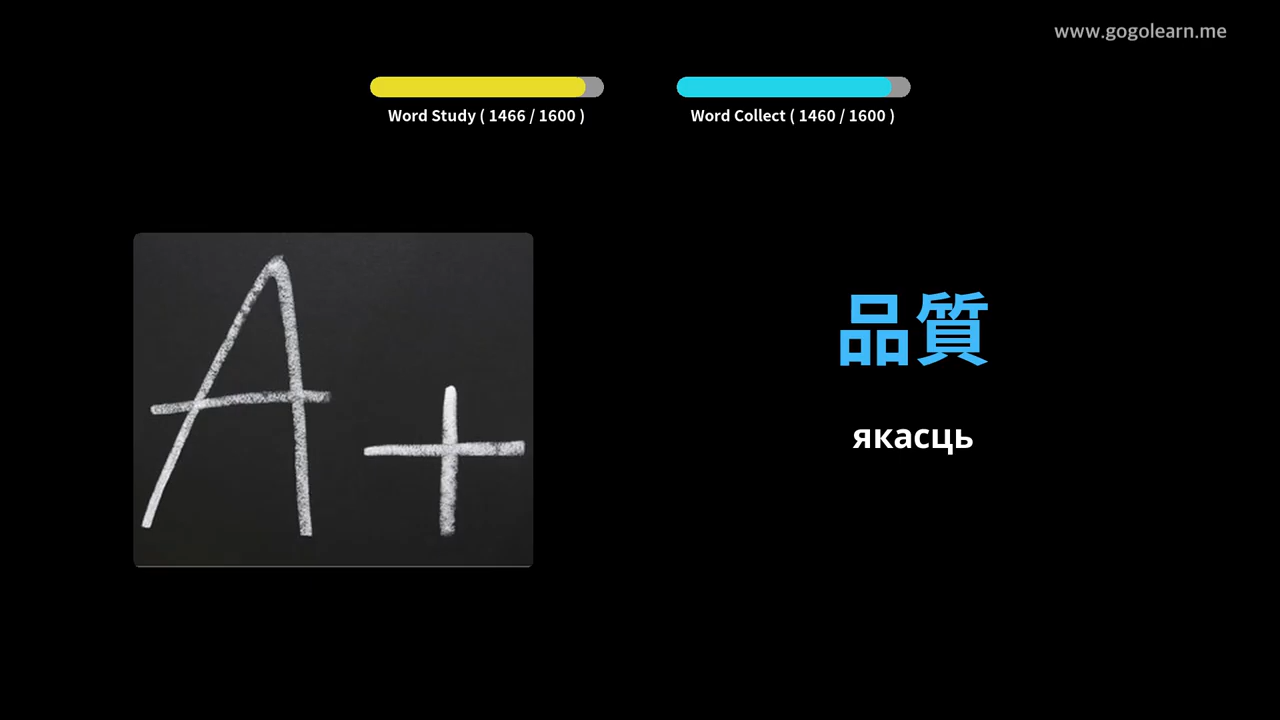 www.gogolearn.me
Word Study ( 1466 / 1600 )
Word Collect ( 1460 / 1600 )
A+
品質
якасць